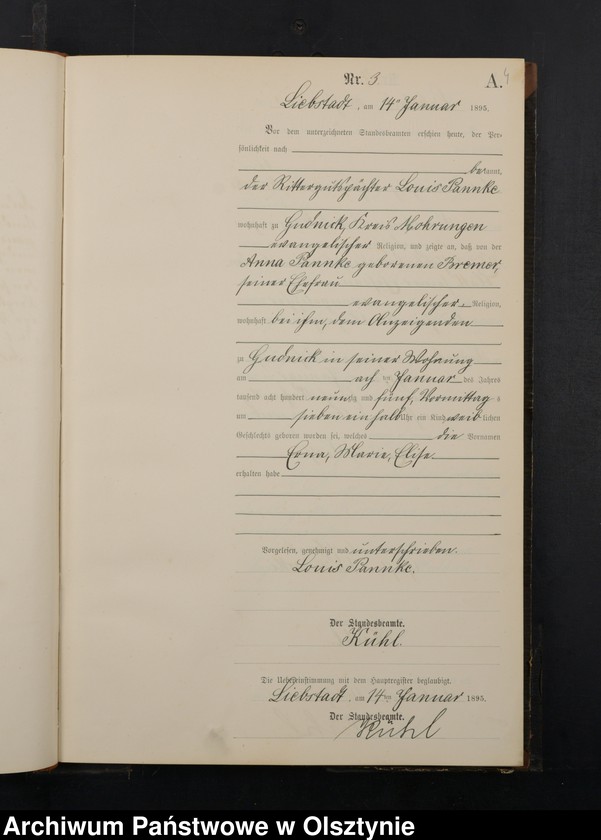 Nr. 3.
A. 4
Liebstadt, am 14ten Januar 1895.
Vor dem unterzeichneten Standesbeamten erschien heute, der Per-
sönlichkeit nach
bekannt,
der Rittergutspächter Louis Pannke
wohnhaft zu Gudnick, Kreis Mohrungen
evangelischer Religion, und zeigte an, daß von der
Anna Pannke geborenen Bremer,
seiner Ehefrau
evangelischer Religion,
wohnhaft bei ihm, dem Anzeigenden
zu Gudnick in seiner Wohnung
am ach ten Januar des Jahres
tausend acht hundert neunzig und fünf, Vormittag s
um sieben ein halb Uhr ein Kind weib lichen
Geschlechts geboren worden sei, welches die Vornamen
Erna, Marie, Elise
erhalten habe
Vorgelesen, genehmigt und unterschrieben.
Louis Pannke.
Der Standesbeamte.
Kühl.
Die Uebereinstimmung mit dem Hauptregister beglaubigt.
Liebstadt, am 14ten Januar 1895.
Der Standesbeamte.
Kühl
Archiwum Państwowe w Olsztynie